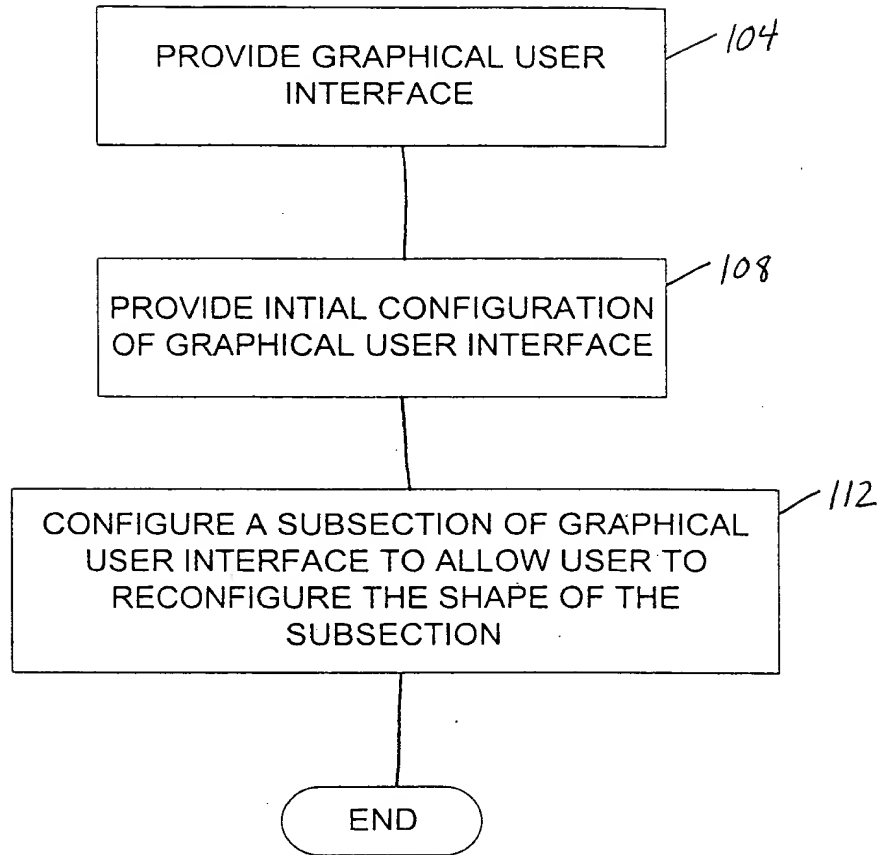 PROVIDE GRAPHICAL USER
INTERFACE
104
PROVIDE INTIAL CONFIGURATION
OF GRAPHICAL USER INTERFACE
108
CONFIGURE A SUBSECTION OF GRAPHICAL
USER INTERFACE TO ALLOW USER TO
RECONFIGURE THE SHAPE OF THE
SUBSECTION
112
END